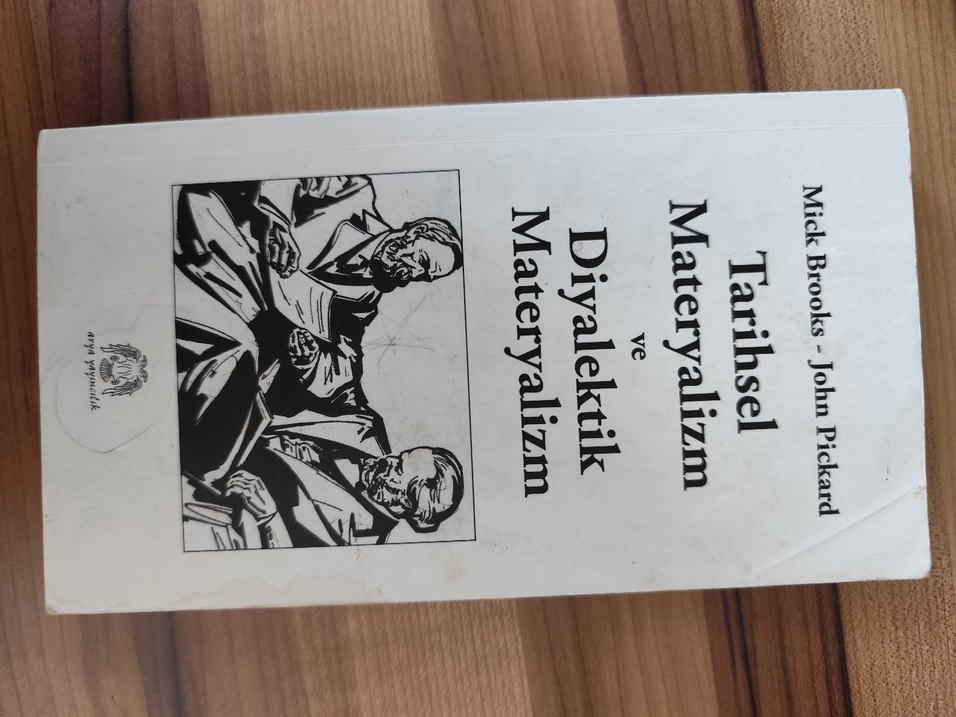 Mick Brooks - John Pickard
Tarihsel
Materyalizm
ve
Diyalektik
Materyalizm
arya yayıncılık